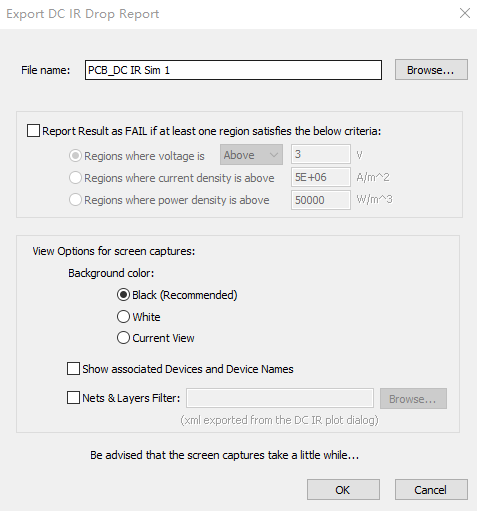 Export DC IR Drop Report
File name: PCB_DC IR Sim 1 Browse...
Report Result as FAIL if at least one region satisfies the below criteria:
Regions where voltage is Above 3 V
Regions where current density is above 5E+06 A/m^2
Regions where power density is above 50000 W/m^3
View Options for screen captures:
Background color:
Black (Recommended)
White
Current View
Show associated Devices and Device Names
Nets & Layers Filter: Browse...
(xml exported from the DC IR plot dialog)
Be advised that the screen captures take a little while...
OK Cancel